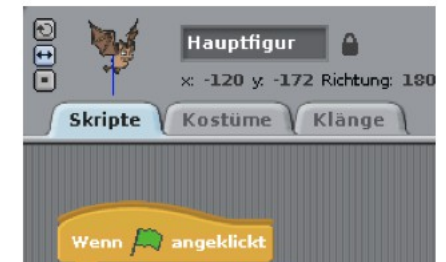 Hauptfigur
x: -120 y: -172 Richtung: 180
Skripte Kostüme Klänge
Wenn angeklickt